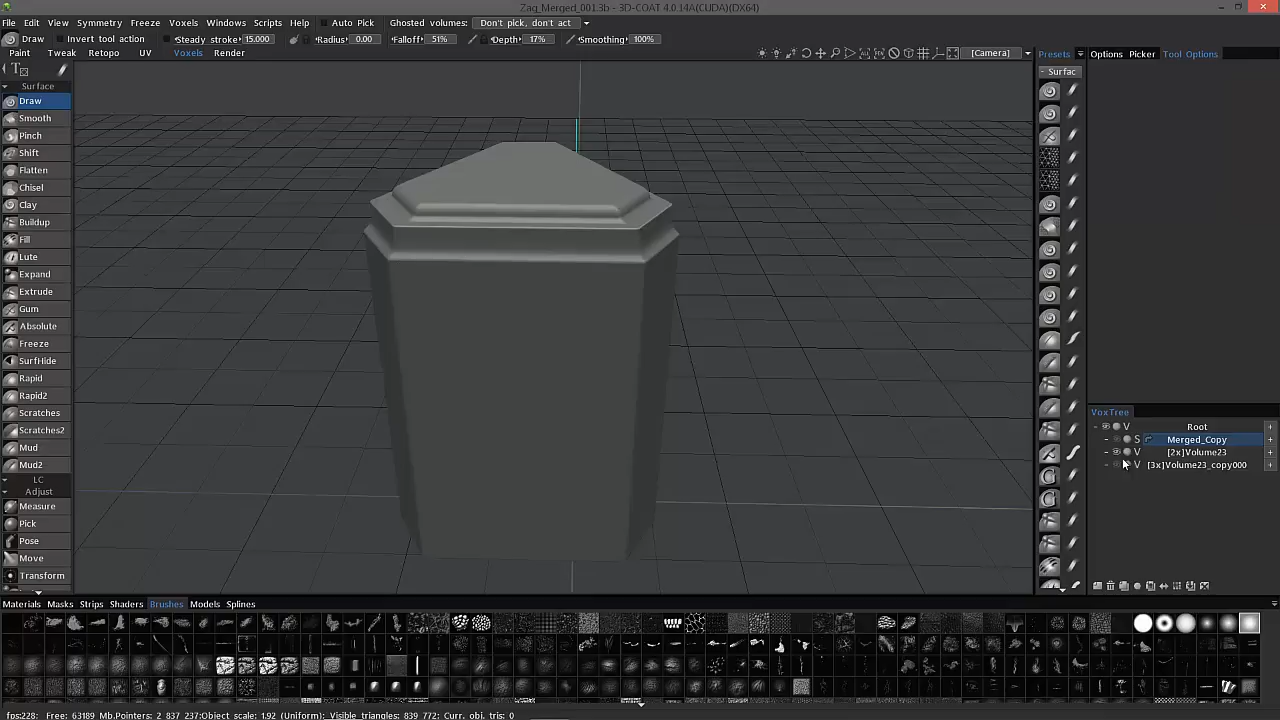 Zaq_Merged_001.3b - 3D-COAT 4.0.14A(CUDA)(DX64)
File Edit View Symmetry Freeze Voxels Windows Scripts Help Auto Pick Ghosted volumes: Don't pick, don't act
Draw Invert tool action Steady stroke 15.000 Radius 0.00 Falloff 51% Depth 17% Smoothing 100%
Paint Tweak Retopo UV Voxels Render [Camera] Presets Options Picker Tool Options
Surfac
Surface
Draw
Smooth
Pinch
Shift
Flatten
Chisel
Clay
Buildup
Fill
Lute
Expand
Extrude
Gum
Absolute
Freeze
SurfHide
Rapid
Rapid2
Scratches
Scratches2
Mud
Mud2
LC
Adjust
Measure
Pick
Pose
Move
Transform
VoxTree
V Root +
S Merged_Copy +
V [2x]Volume23 +
V [3x]Volume23_copy000 +
Materials Masks Strips Shaders Brushes Models Splines
fps:228; Free: 63189 Mb.Pointers: 2 837 237;Object scale: 1.92 (Uniform); Visible triangles: 839 772; Curr. obj. tris: 0